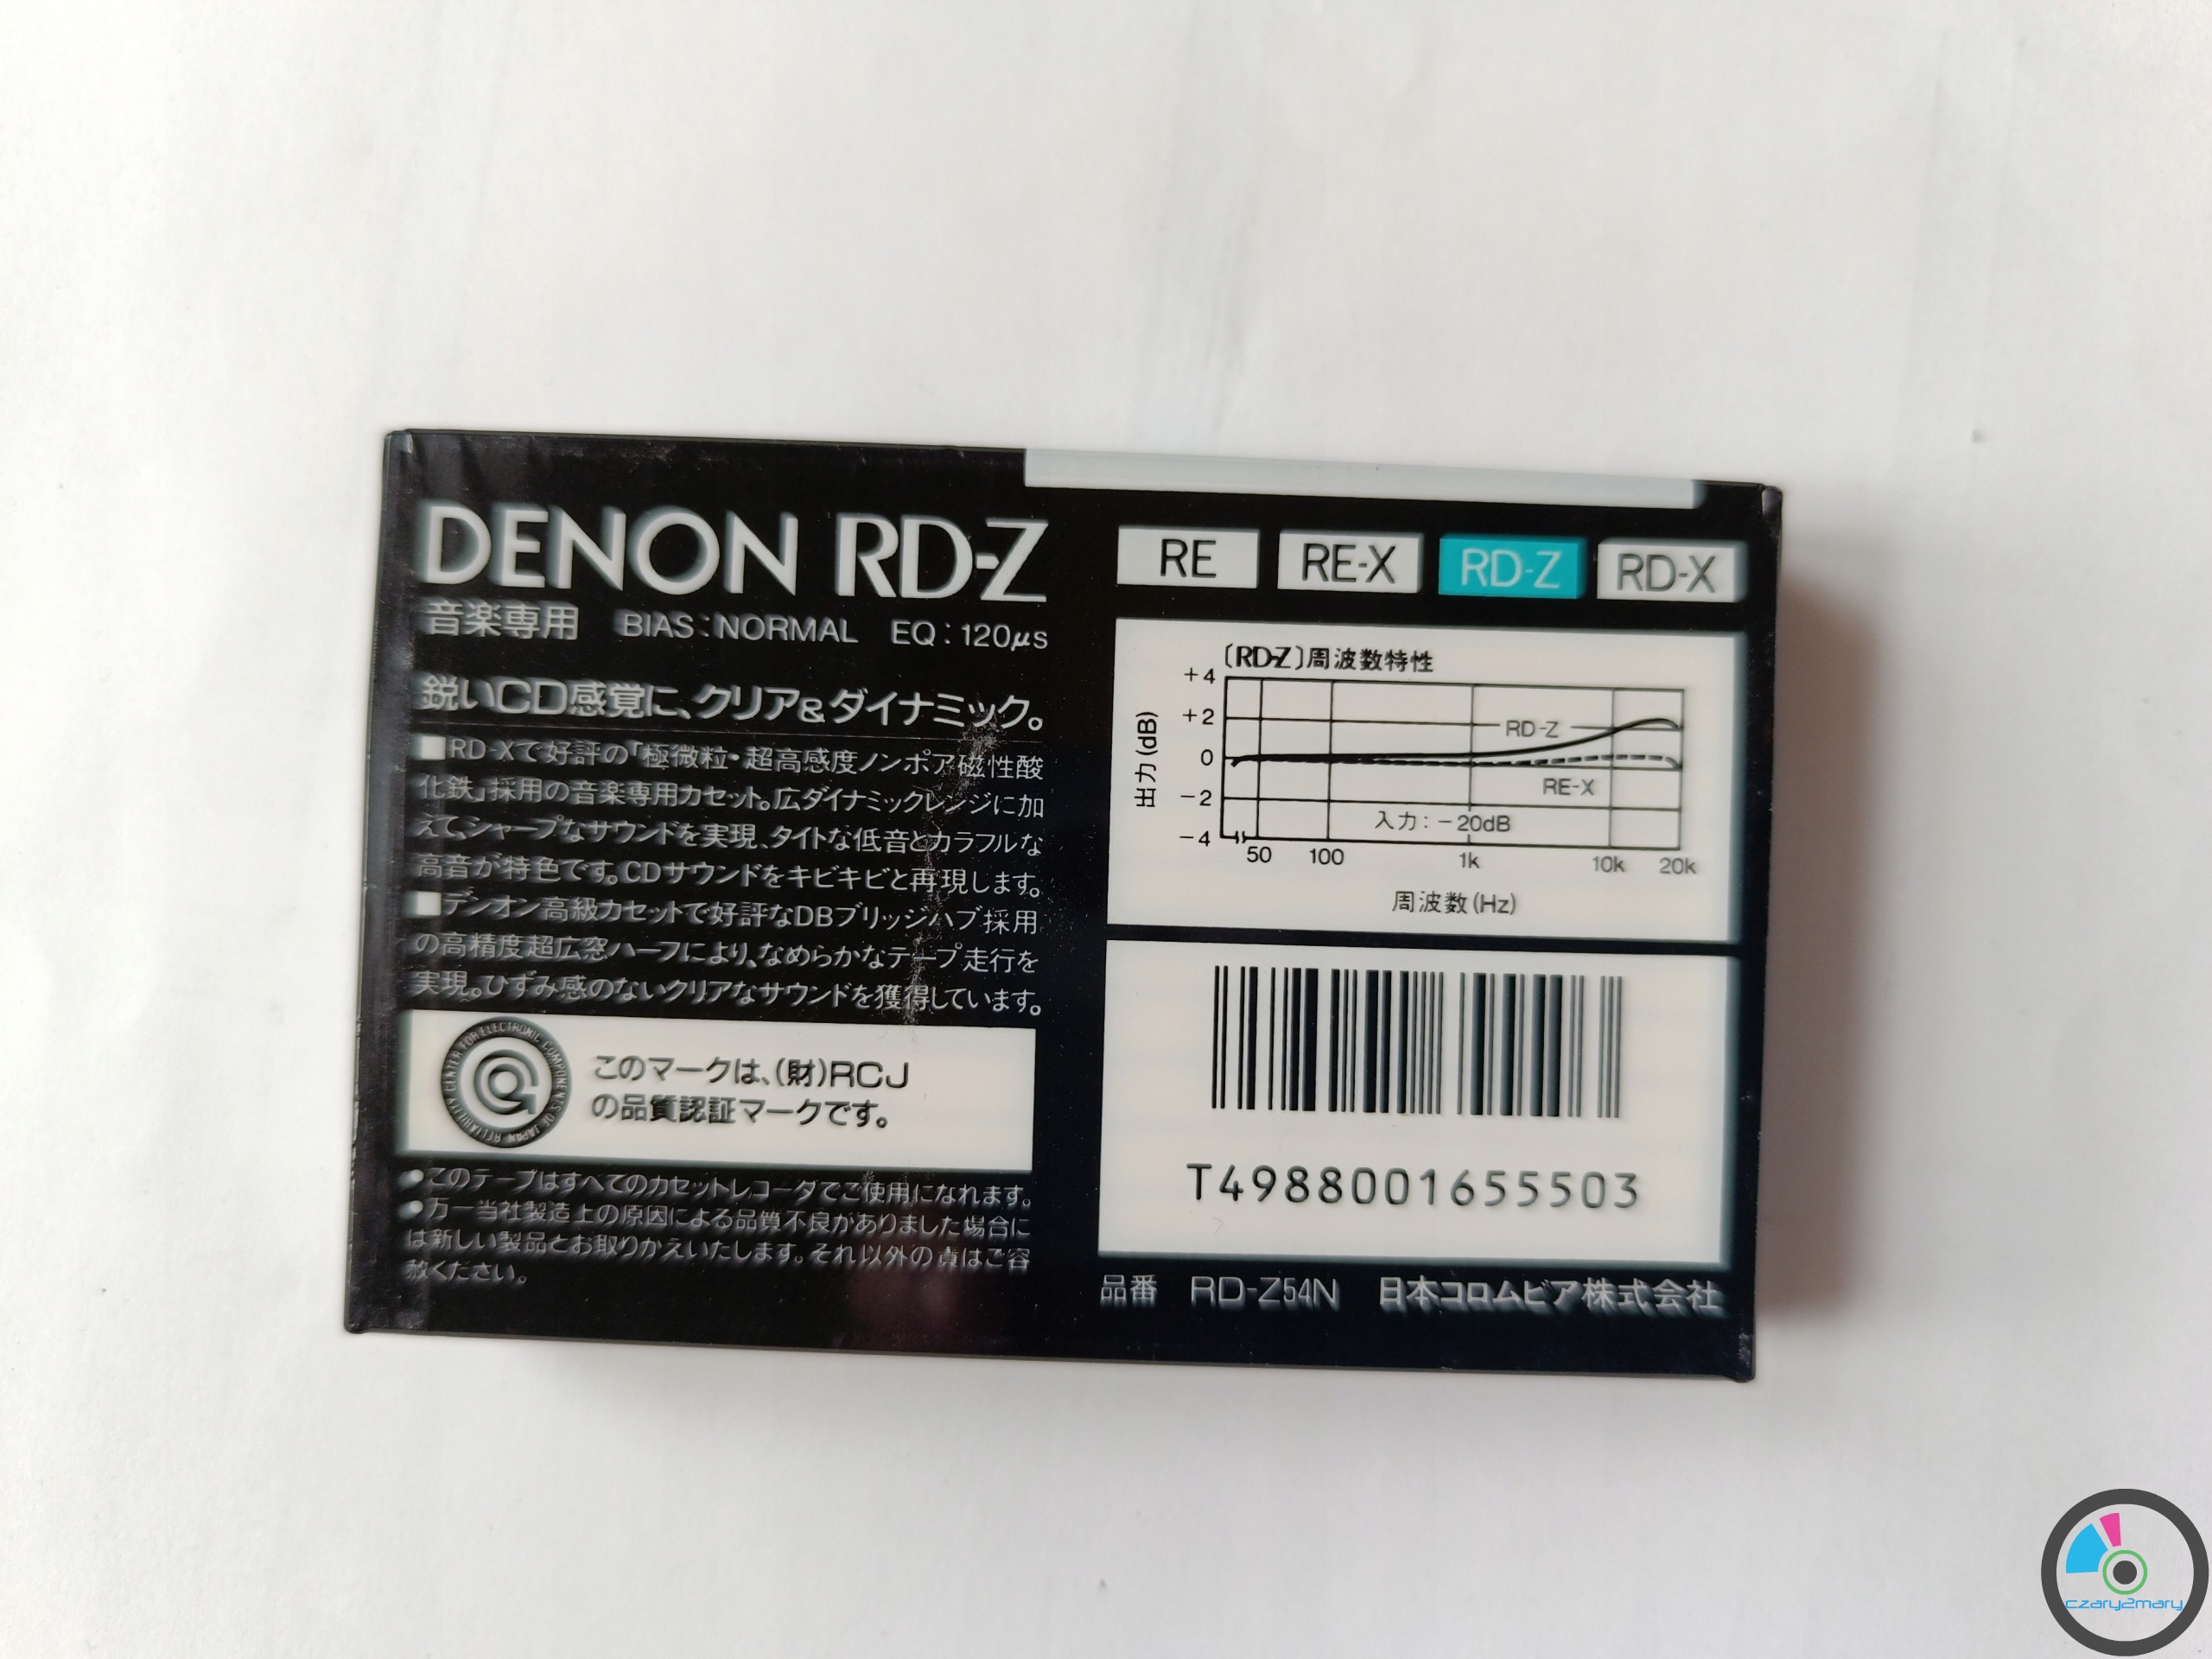 DENON RD-Z
音楽専用 BIAS:NORMAL EQ:120μs
鋭いCD感覚に、クリア&ダイナミック。
■RD-Xで好評の「極微粒・超高感度ノンポア磁性酸
化鉄」採用の音楽専用カセット。広ダイナミックレンジに加
えて、シャープなサウンドを実現、タイトな低音とカラフルな
高音が特色です。CDサウンドをキビキビと再現します。
■デンオン高級カセットで好評なDBブリッジハブ採用
の高精度超広窓ハーフにより、なめらかなテープ走行を
実現。ひずみ感のないクリアなサウンドを獲得しています。
RELIABILITY CENTER FOR ELECTRONIC COMPONENTS OF JAPAN
このマークは、(財)RCJ
の品質認証マークです。
●このテープはすべてのカセットレコーダでご使用になれます。
●万一当社製造上の原因による品質不良がありました場合に
は新しい製品とお取りかえいたします。それ以外の責はご容
赦ください。
RE RE-X RD-Z RD-X
〔RD-Z〕周波数特性
出力(dB)
+4
+2
0
-2
-4
RD-Z
RE-X
入力:-20dB
50 100 1k 10k 20k
周波数(Hz)
T4988001655503
品番 RD-Z54N 日本コロムビア株式会社
czary2mary